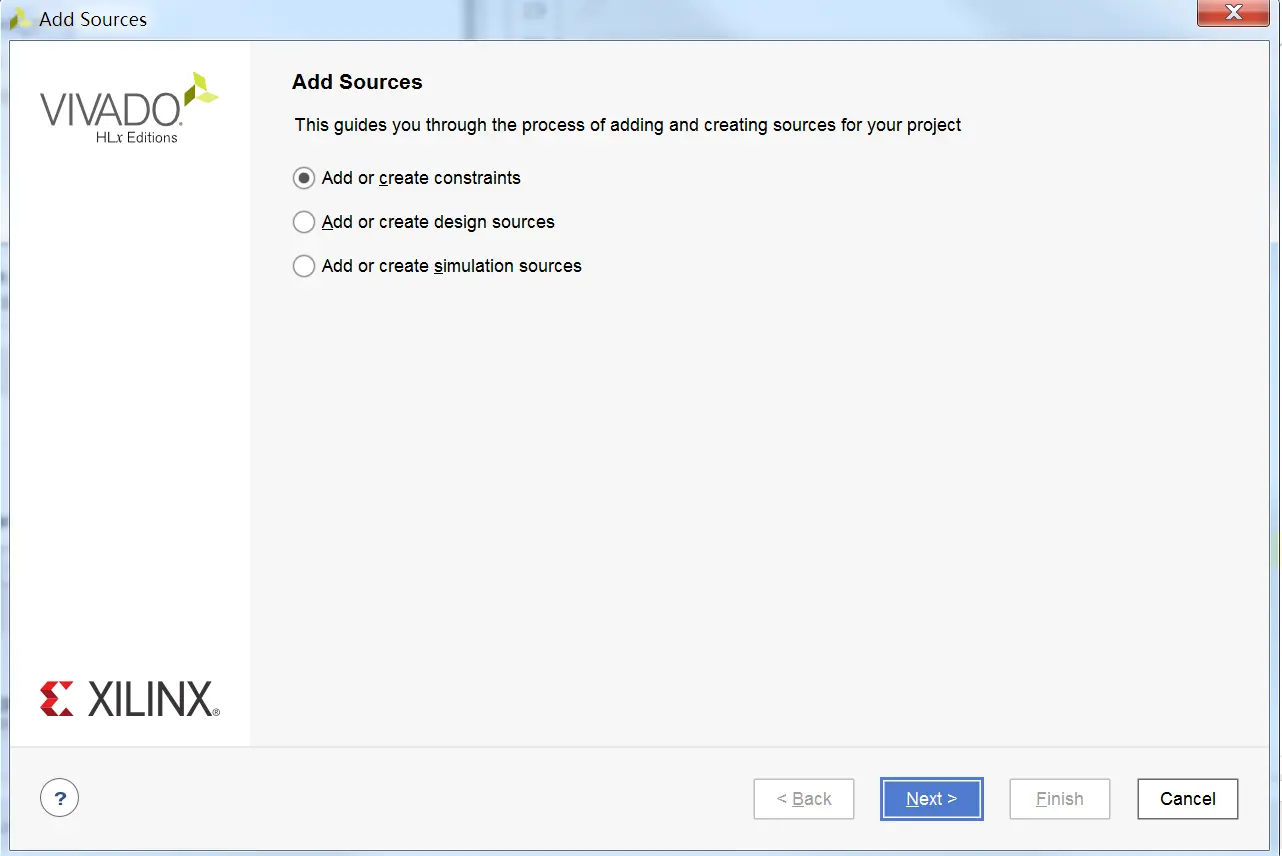 Add Sources
VIVADO
HLx Editions
Add Sources
This guides you through the process of adding and creating sources for your project
Add or create constraints
Add or create design sources
Add or create simulation sources
XILINX®
?
< Back
Next >
Finish
Cancel